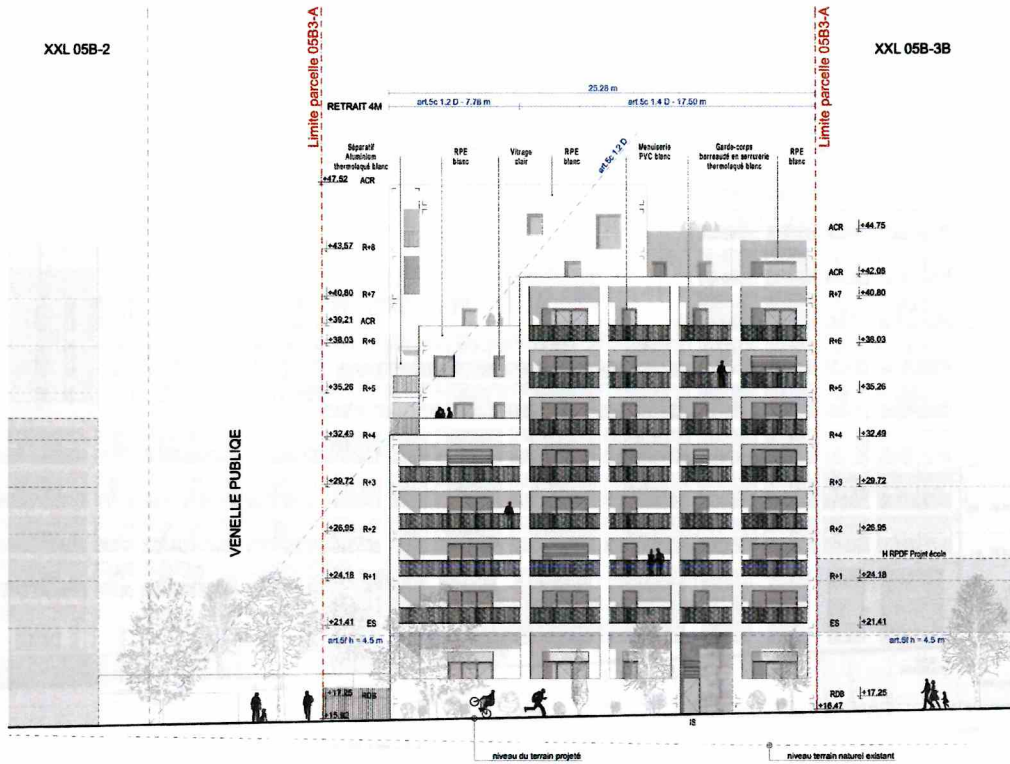 XXL 05B-2
Limite parcelle 05B3-A
Limite parcelle 05B3-A
XXL 05B-3B
25.28 m
RETRAIT 4M
art.5c 1.2 D - 7.78 m
art.5c 1.4 D - 17.50 m
Séparatif
Aluminium
thermolaqué blanc
RPE
blanc
Vitrage
clair
RPE
blanc
art.5c 1.2 D
Menuiserie
PVC blanc
Garde-corps
barreaudé en serrurerie
thermolaqué blanc
RPE
blanc
+47.52 ACR
ACR +44.75
+43,57 R+8
ACR +42.08
+40,80 R+7
R+7 +40.80
+39,21 ACR
+38.03 R+6
R+6 +38.03
+35,26 R+5
R+5 +35.26
+32,49 R+4
R+4 +32.49
VENELLE PUBLIQE
+29.72 R+3
R+3 +29.72
+26,95 R+2
R+2 +26.95
H RPDF Projet école
+24.18 R+1
R+1 +24.18
+21.41 ES
ES +21.41
art.5f h = 4.5 m
art.5f h = 4.5 m
+17.25 RDB
RDB +17.25
+15.92
+16.47
niveau du terrain projeté
niveau terrain naturel existant